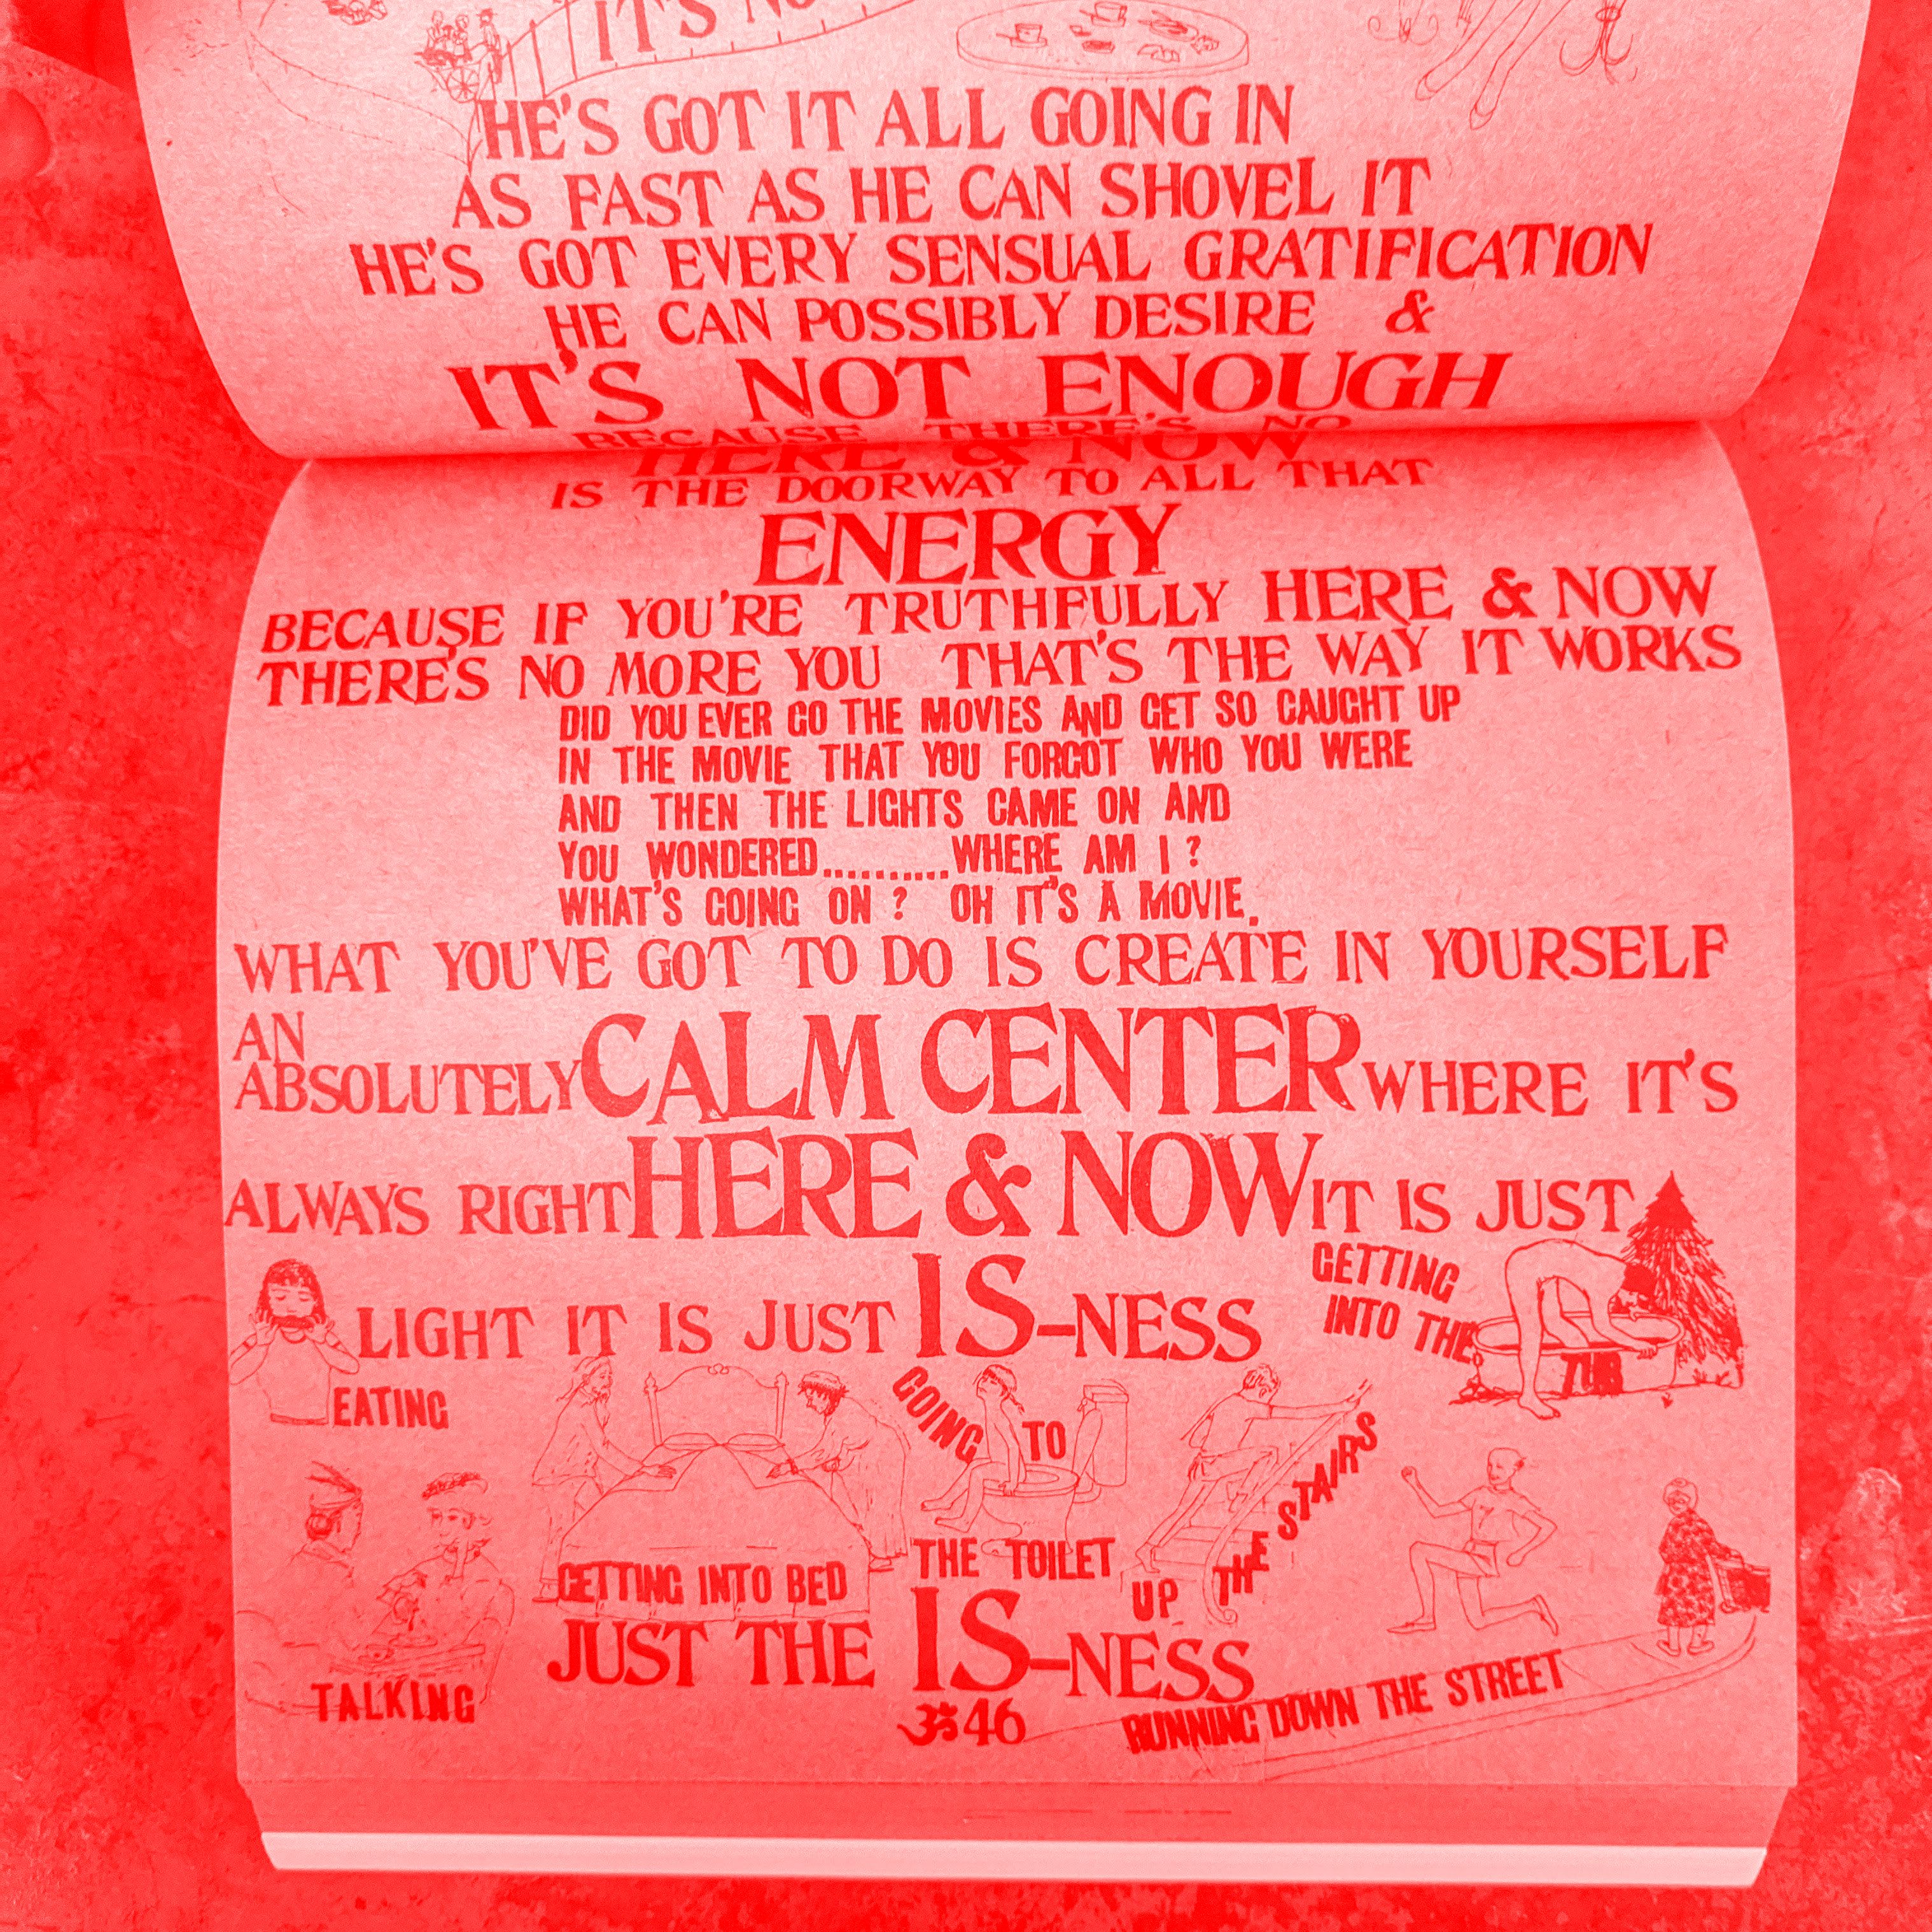 IT'S NO
HE'S GOT IT ALL GOING IN
AS FAST AS HE CAN SHOVEL IT
HE'S GOT EVERY SENSUAL GRATIFICATION
HE CAN POSSIBLY DESIRE &
IT'S NOT ENOUGH
BECAUSE THERE'S NO
HERE & NOW
IS THE DOORWAY TO ALL THAT
ENERGY
BECAUSE IF YOU'RE TRUTHFULLY HERE & NOW
THERE'S NO MORE YOU THAT'S THE WAY IT WORKS
DID YOU EVER GO THE MOVIES AND GET SO CAUGHT UP
IN THE MOVIE THAT YOU FORGOT WHO YOU WERE
AND THEN THE LIGHTS CAME ON AND
YOU WONDERED..........WHERE AM I ?
WHAT'S GOING ON ? OH IT'S A MOVIE.
WHAT YOU'VE GOT TO DO IS CREATE IN YOURSELF
AN
ABSOLUTELY CALM CENTER WHERE IT'S
ALWAYS RIGHT HERE & NOW IT IS JUST
LIGHT IT IS JUST IS-NESS
GETTING
INTO THE
TUB
EATING
GOING TO
THE TOILET
UP THE STAIRS
GETTING INTO BED
JUST THE IS-NESS
TALKING
RUNNING DOWN THE STREET
ॐ46